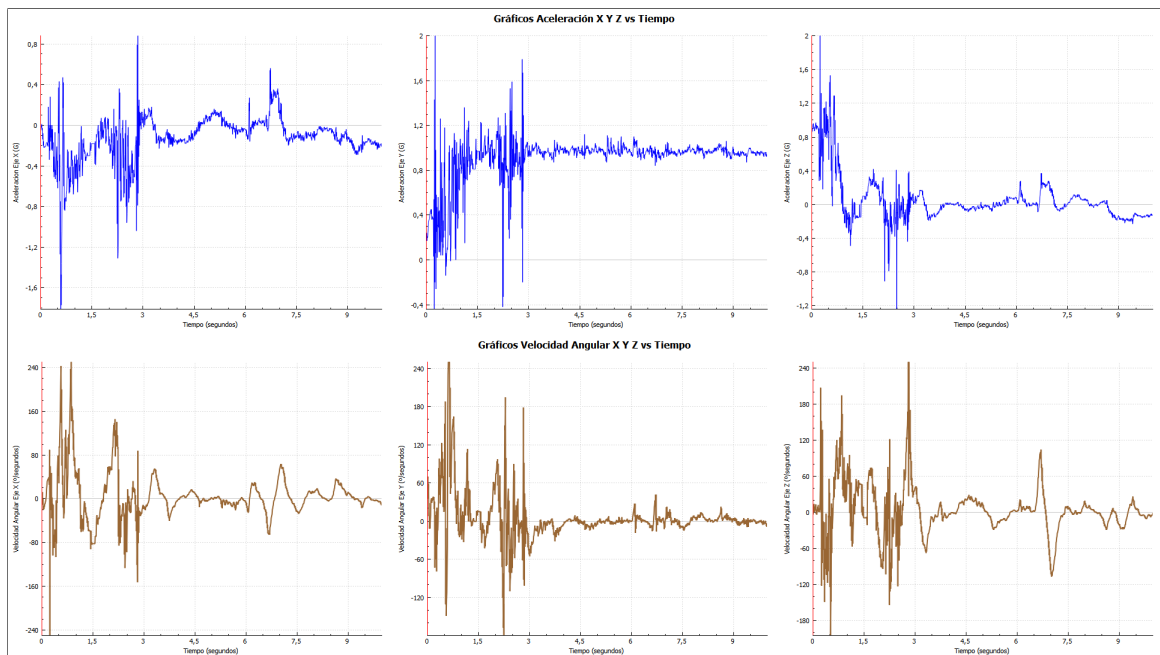 Gráficos Aceleración X Y Z vs Tiempo
0,8
0,4
0
-0,4
-0,8
-1,2
-1,6
Aceleracion Eje X (G)
0 1,5 3 4,5 6 7,5 9
Tiempo (segundos)
2
1,6
1,2
0,8
0,4
0
-0,4
Aceleracion Eje Y (G)
0 1,5 3 4,5 6 7,5 9
Tiempo (segundos)
2
1,6
1,2
0,8
0,4
0
-0,4
-0,8
-1,2
Aceleracion Eje Z (G)
0 1,5 3 4,5 6 7,5 9
Tiempo (segundos)
Gráficos Velocidad Angular X Y Z vs Tiempo
240
160
80
0
-80
-160
-240
Velocidad Angular Eje X (º/segundos)
0 1,5 3 4,5 6 7,5 9
Tiempo (segundos)
240
180
120
60
0
-60
-120
Velocidad Angular Eje Y (º/segundos)
0 1,5 3 4,5 6 7,5 9
Tiempo (segundos)
240
180
120
60
0
-60
-120
-180
Velocidad Angular Eje Z (º/segundos)
0 1,5 3 4,5 6 7,5 9
Tiempo (segundos)